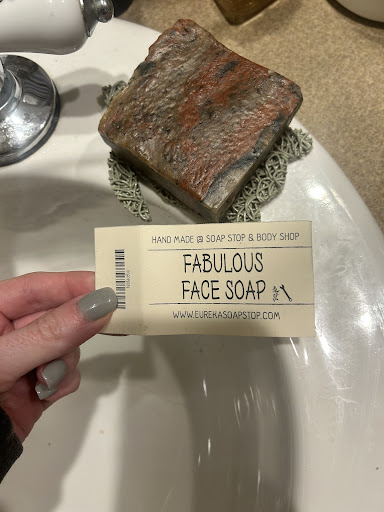 HAND MADE @ SOAP STOP & BODY SHOP
FABULOUS
FACE SOAP
WWW.EUREKASOAPSTOP.COM